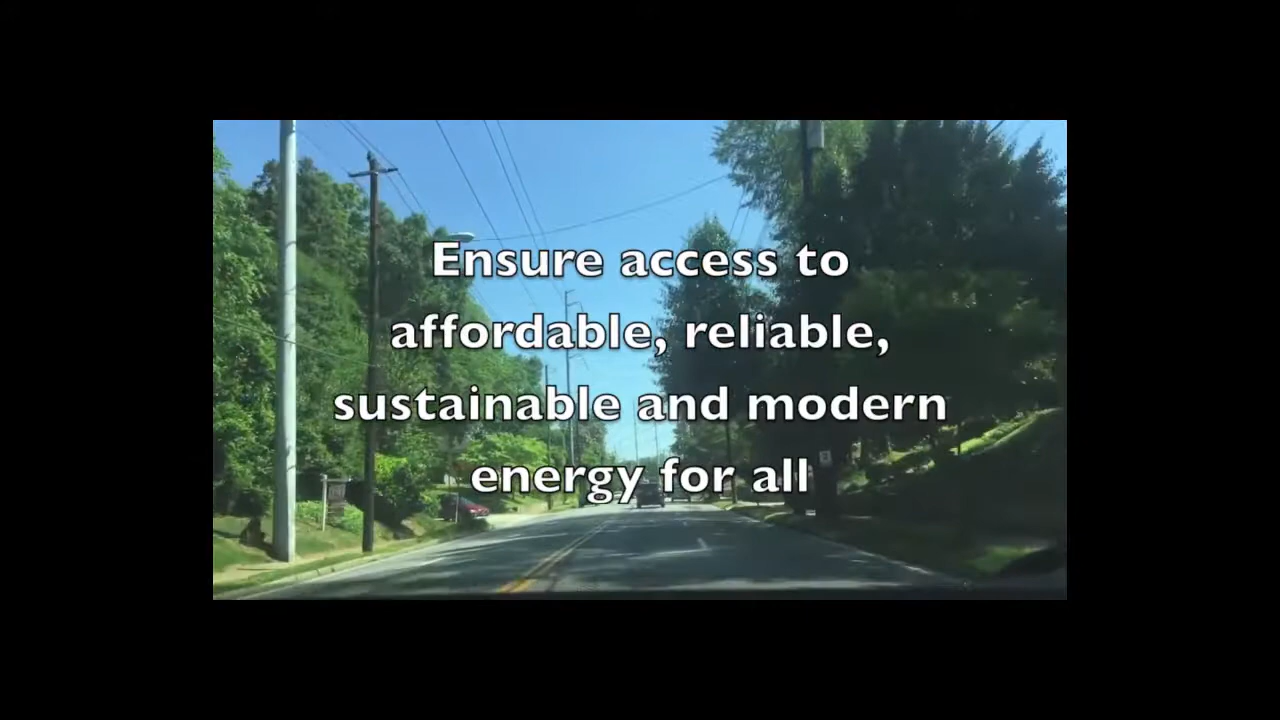 Ensure access to
affordable, reliable,
sustainable and modern
energy for all